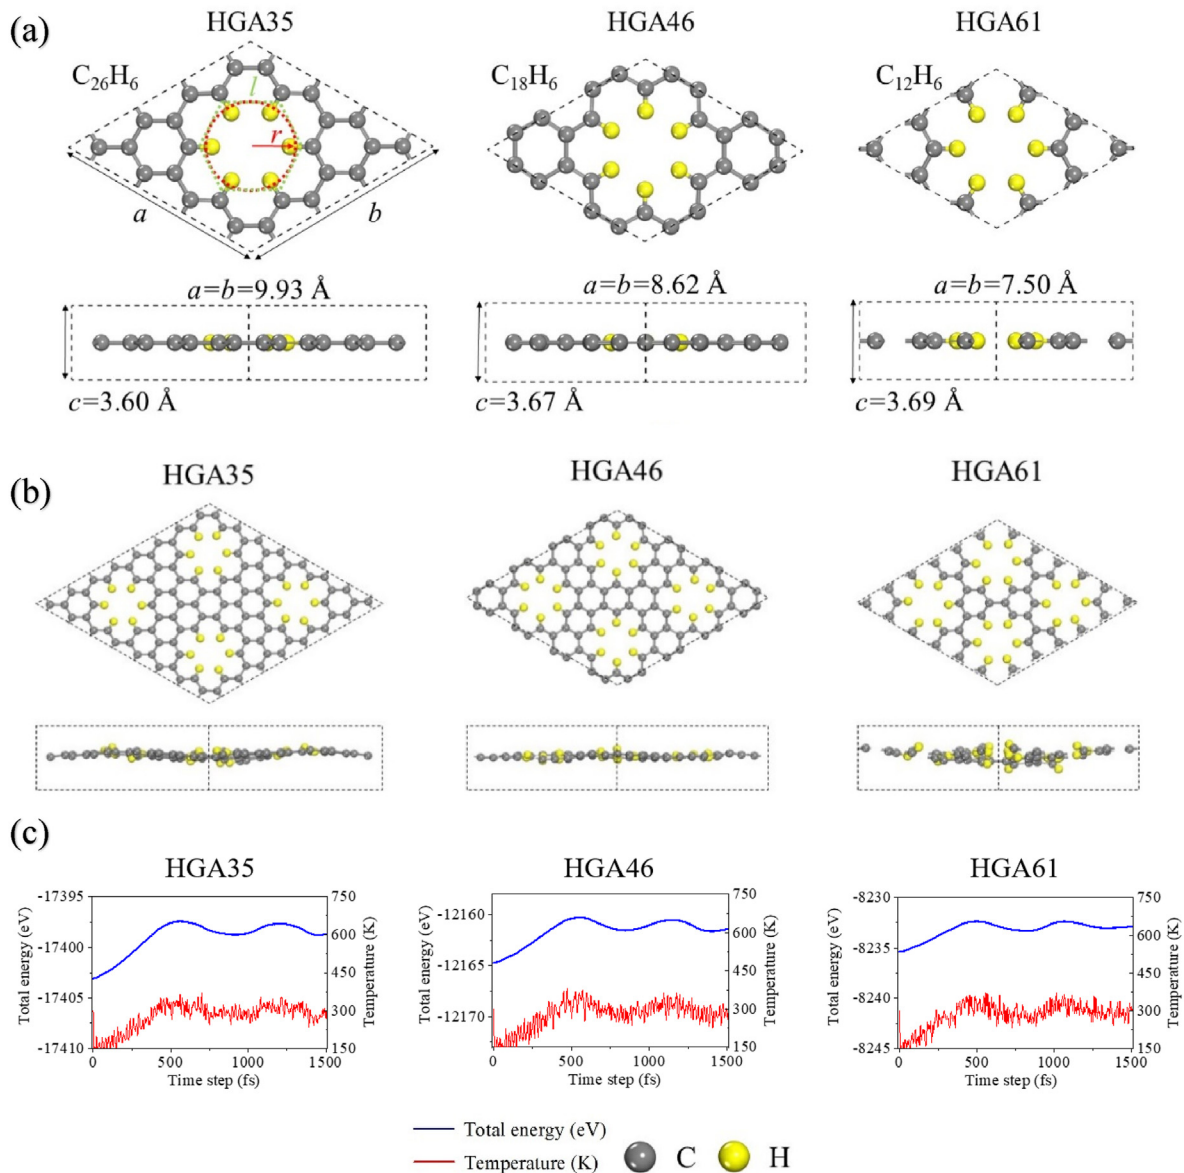 (a)
HGA35
HGA46
HGA61
C₂₆H₆
C₁₈H₆
C₁₂H₆
l
r
a
b
a=b=9.93 Å
a=b=8.62 Å
a=b=7.50 Å
c=3.60 Å
c=3.67 Å
c=3.69 Å
(b)
HGA35
HGA46
HGA61
(c)
HGA35
HGA46
HGA61
Total energy (eV)
-17395
-17400
-17405
-17410
750
600
450
300
150
Temperature (K)
0
500
1000
1500
Time step (fs)
Total energy (eV)
-12160
-12165
-12170
750
600
450
300
150
Temperature (K)
0
500
1000
1500
Time step (fs)
Total energy (eV)
-8230
-8235
-8240
-8245
750
600
450
300
150
Temperature (K)
0
500
1000
1500
Time step (fs)
Total energy (eV)
Temperature (K)
C
H